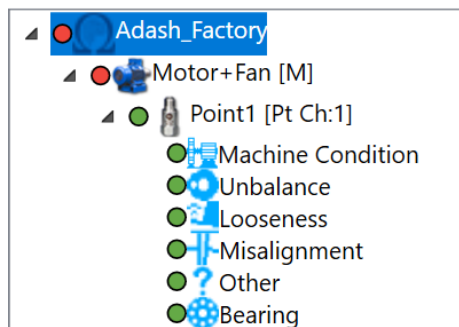 Adash_Factory
Motor+Fan [M]
Point1 [Pt Ch:1]
Machine Condition
Unbalance
Looseness
Misalignment
Other
Bearing